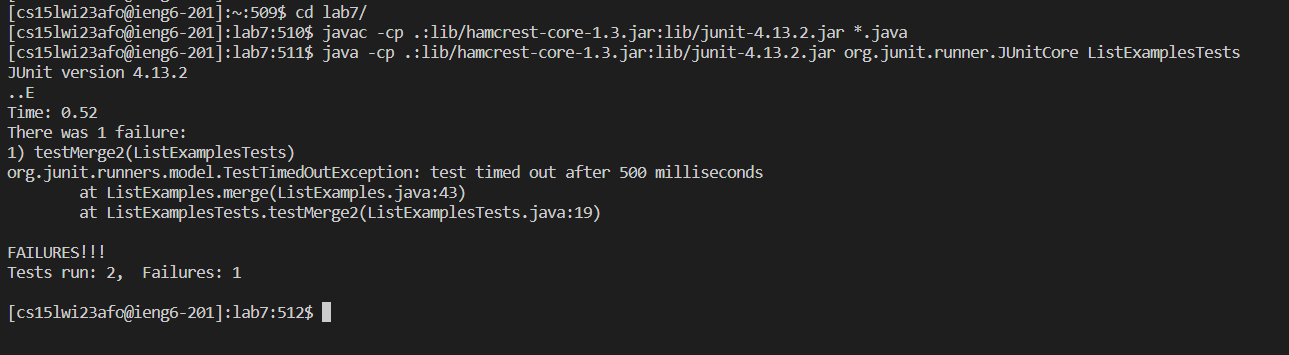 [cs15lwi23afo@ieng6-201]:~:509$ cd lab7/
[cs15lwi23afo@ieng6-201]:lab7:510$ javac -cp .:lib/hamcrest-core-1.3.jar:lib/junit-4.13.2.jar *.java
[cs15lwi23afo@ieng6-201]:lab7:511$ java -cp .:lib/hamcrest-core-1.3.jar:lib/junit-4.13.2.jar org.junit.runner.JUnitCore ListExamplesTests
JUnit version 4.13.2
..E
Time: 0.52
There was 1 failure:
1) testMerge2(ListExamplesTests)
org.junit.runners.model.TestTimedOutException: test timed out after 500 milliseconds
        at ListExamples.merge(ListExamples.java:43)
        at ListExamplesTests.testMerge2(ListExamplesTests.java:19)

FAILURES!!!
Tests run: 2,  Failures: 1

[cs15lwi23afo@ieng6-201]:lab7:512$